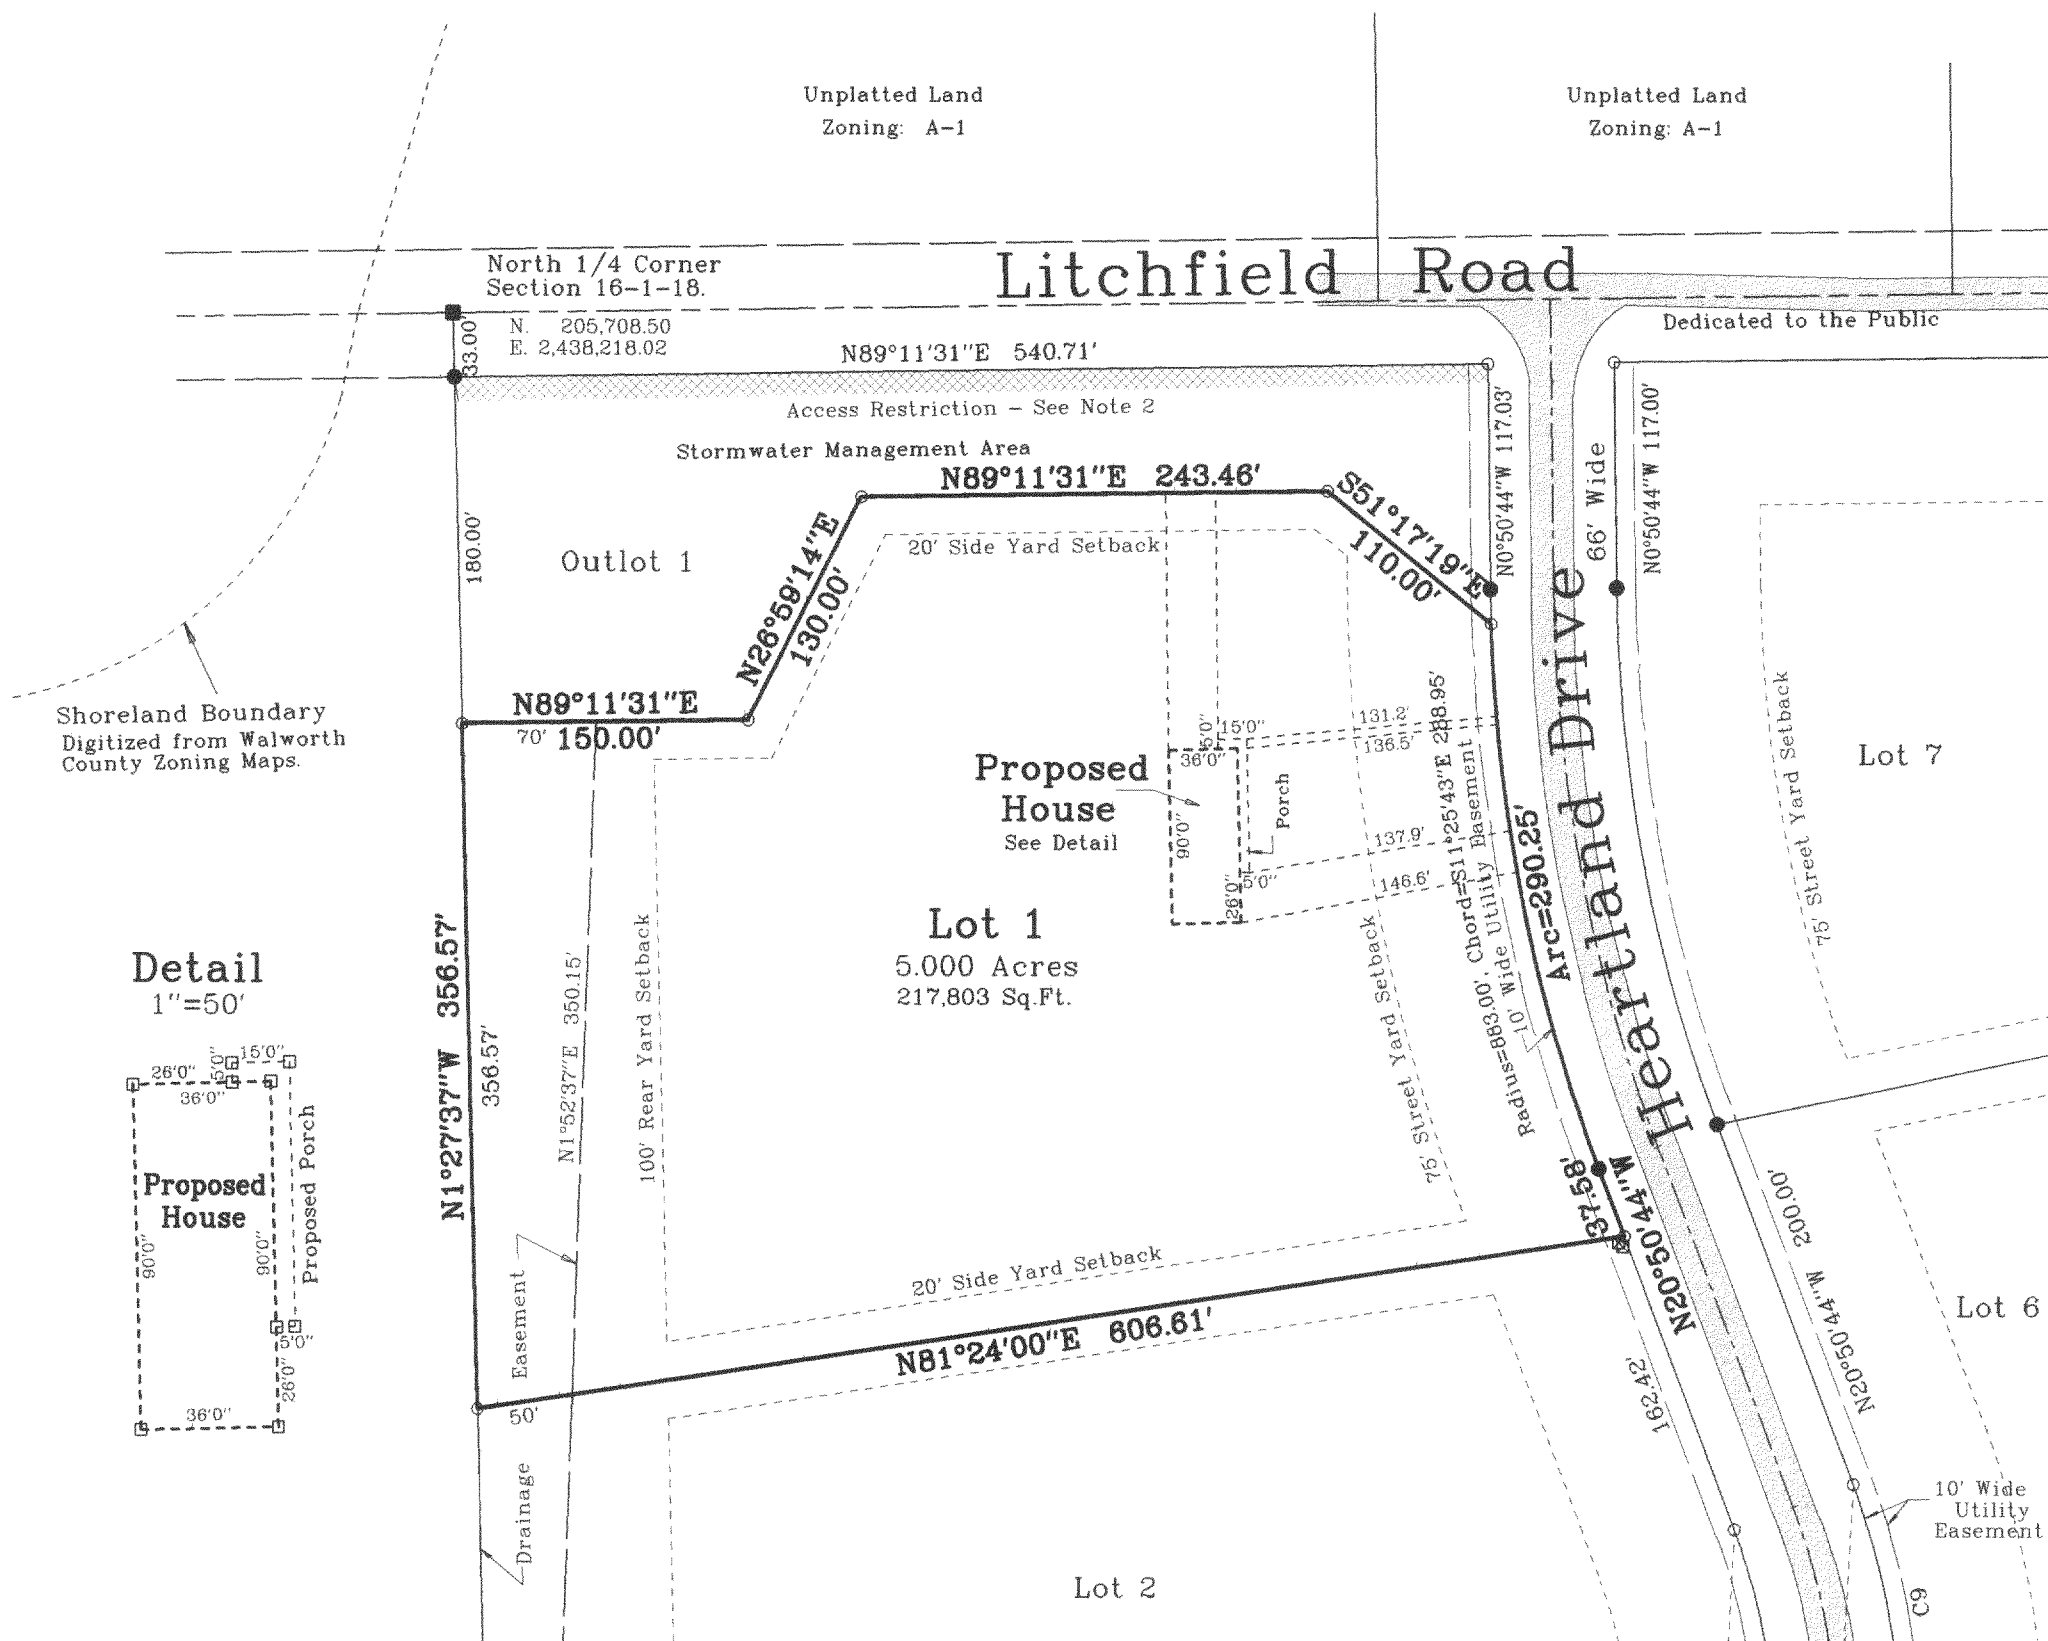 Unplatted Land
Zoning: A-1
Unplatted Land
Zoning: A-1
North 1/4 Corner
Section 16-1-18.
Litchfield Road
N. 205,708.50
E. 2,438,218.02
33.00'
Dedicated to the Public
N89°11'31"E 540.71'
Access Restriction - See Note 2
Stormwater Management Area
N89°11'31"E 243.46'
S51°17'19"E
110.00'
N0°50'44"W 117.03'
66' Wide
N0°50'44"W 117.00'
180.00'
Outlot 1
N26°59'14"E
130.00'
20' Side Yard Setback
N89°11'31"E
70' 150.00'
Shoreland Boundary
Digitized from Walworth
County Zoning Maps.
Proposed
House
See Detail
5'0"
15'0"
36'0"
90'0"
Porch
5'0"
26'0"
131.2'
136.5'
137.9'
146.6'
Radius=883.00', Chord=S11°25'43"E 288.95'
10' Wide Utility Easement
Arc=290.25'
Heartland Drive
75' Street Yard Setback
Lot 7
Lot 1
5.000 Acres
217,803 Sq.Ft.
N1°27'37"W 356.57'
356.57'
N1°52'37"E 350.15'
100' Rear Yard Setback
75' Street Yard Setback
Detail
1"=50'
26'0"
5'0"
15'0"
36'0"
Proposed
House
90'0"
90'0"
Proposed Porch
5'0"
26'0"
36'0"
37.58'
N20°50'44"W
20' Side Yard Setback
N81°24'00"E 606.61'
Drainage Easement
50'
162.42'
N20°50'44"W 200.00'
Lot 6
10' Wide
Utility
Easement
Lot 2
C9